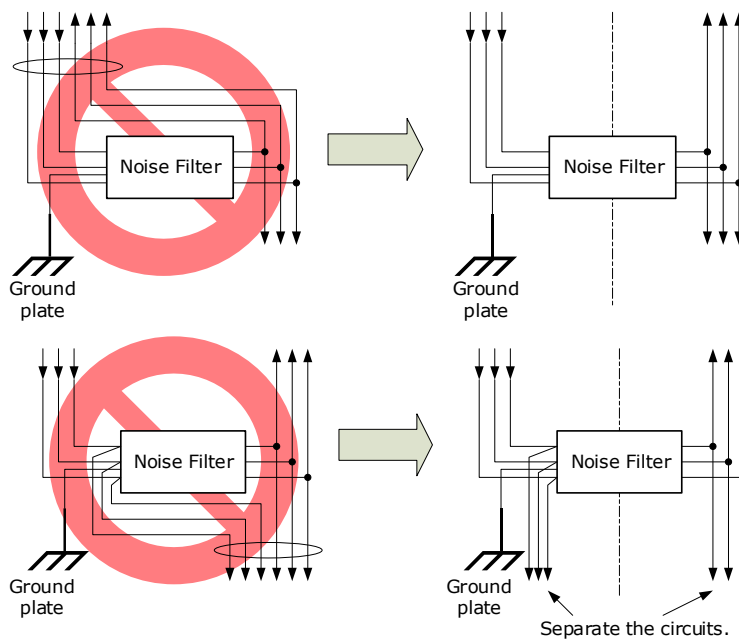 Noise Filter
Ground
plate
Noise Filter
Ground
plate
Noise Filter
Ground
plate
Noise Filter
Ground
plate
Separate the circuits.